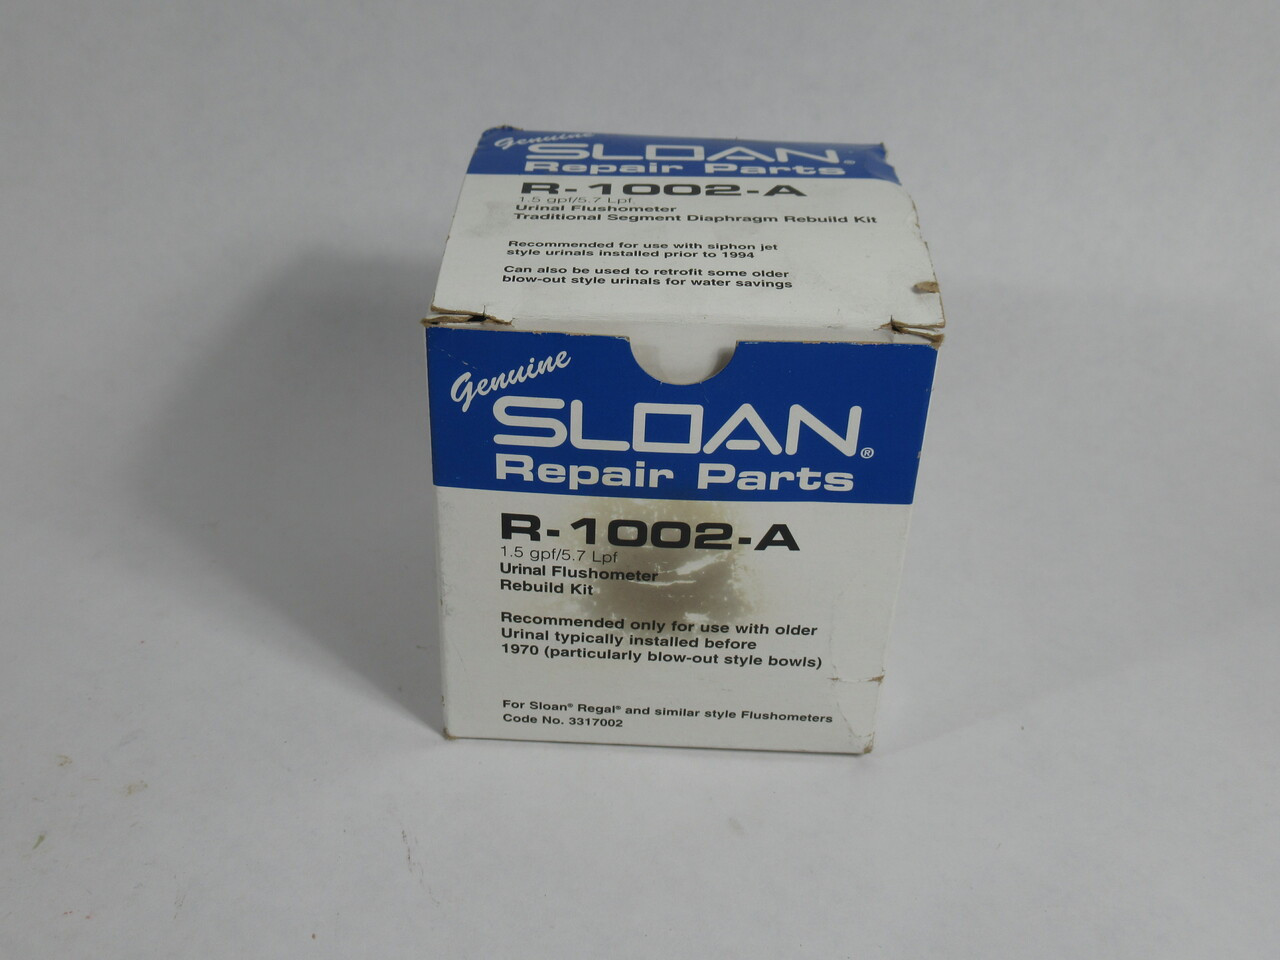 Genuine
SLOAN®
Repair Parts
R-1002-A
1.5 gpf/5.7 Lpf.
Urinal Flushometer
Traditional Segment Diaphragm Rebuild Kit
Recommended for use with siphon jet
style urinals installed prior to 1994
Can also be used to retrofit some older
blow-out style urinals for water savings
Genuine
SLOAN®
Repair Parts
R-1002-A
1.5 gpf/5.7 Lpf
Urinal Flushometer
Rebuild Kit
Recommended only for use with older
Urinal typically installed before
1970 (particularly blow-out style bowls)
For Sloan® Regal® and similar style Flushometers
Code No. 3317002